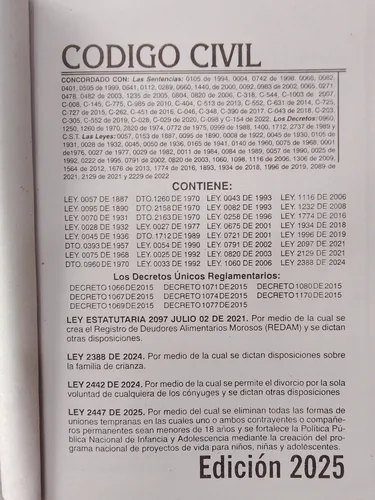 CODIGO CIVIL
CONCORDADO CON: Las Sentencias: 0105 de 1994, 0004, 0742 de 1998, 0066, 0082,
0401, 0595 de 1999, 0641, 0112, 0289, 0660, 1440 de 2000, 0092, 0983 de 2002, 0065, 0271,
0478, 0482 de 2003, 1235 de 2005, 0804, 0820 de 2006, C-318, C-544, C-1003 de 2007,
C-008, C-145, C-775, C-985 de 2010, C-404, C-513 de 2013, C-552, C-631 de 2014, C-725,
C-727 de 2015, C-262, C-451 de 2016, C-046, C-348, C-390 de 2017, C-043 de 2018, C-203,
C-305, C-552 de 2019, C-028, C-029 de 2020, C-098 y C-154 de 2022. Los Decretos: 0960,
1250, 1260 de 1970, 2820 de 1974, 0772 de 1975, 0999 de 1988, 1400, 1712, 2737 de 1989 y
C.S.T. Las Leyes: 0057, 0153 de 1887, 0095 de 1890, 0008 de 1922, 0045 de 1930, 0105 de
1931, 0028 de 1932, 0045, 0050 de 1936, 0165 de 1941, 0140 de 1960, 0075 de 1968, 0001
de 1976, 0027 de 1977, 0029 de 1982, 0011 de 1984, 0084 de 1989, 0057 de 1990, 0025 de
1992, 0222 de 1995, 0791 de 2002, 0820 de 2003, 1060, 1098, 1116 de 2006, 1306 de 2009,
1564 de 2012, 1676 de 2013, 1774 de 2016, 1893, 1934 de 2018, 1996 de 2019, 2089 de
2021, 2129 de 2021 y 2229 de 2022
CONTIENE:
LEY. 0057 DE 1887 DTO. 1260 DE 1970 LEY. 0043 DE 1993 LEY. 1116 DE 2006
LEY. 0095 DE 1890 DTO. 2158 DE 1970 LEY. 0082 DE 1993 LEY. 1232 DE 2008
LEY. 0070 DE 1931 DTO. 2163 DE 1970 LEY. 0258 DE 1996 LEY. 1774 DE 2016
LEY. 0028 DE 1932 LEY. 0027 DE 1977 LEY. 0675 DE 2001 LEY. 1934 DE 2018
LEY. 0045 DE 1936 DTO. 1712 DE 1989 LEY. 0721 DE 2001 LEY. 1996 DE 2019
DTO. 0393 DE 1957 LEY. 0054 DE 1990 LEY. 0791 DE 2002 LEY. 2097 DE 2021
LEY. 0075 DE 1968 LEY. 0025 DE 1992 LEY. 0820 DE 2003 LEY. 2129 DE 2021
DTO. 0960 DE 1970 LEY. 0033 DE 1992 LEY. 1060 DE 2006 LEY. 2388 DE 2024
Los Decretos Únicos Reglamentarios:
DECRETO 1066 DE 2015 DECRETO 1071 DE 2015 DECRETO 1080 DE 2015
DECRETO 1067 DE 2015 DECRETO 1074 DE 2015 DECRETO 1170 DE 2015
DECRETO 1069 DE 2015 DECRETO 1077 DE 2015
LEY ESTATUTARIA 2097 JULIO 02 DE 2021. Por medio de la cual se
crea el Registro de Deudores Alimentarios Morosos (REDAM) y se dictan
otras disposiciones.
LEY 2388 DE 2024. Por medio de la cual se dictan disposiciones sobre
la familia de crianza.
LEY 2442 DE 2024. Por medio de la cual se permite el divorcio por la sola
voluntad de cualquiera de los cónyuges y se dictan otras disposiciones
LEY 2447 DE 2025. Por medio del cual se eliminan todas las formas de
uniones tempranas en las cuales uno o ambos contrayentes o compañe-
ros permanentes sean menores de 18 años y se fortalece la Política Pú-
blica Nacional de Infancia y Adolescencia mediante la creación del pro-
grama nacional de proyectos de vida para niños, niñas y adolescentes.
Edición 2025